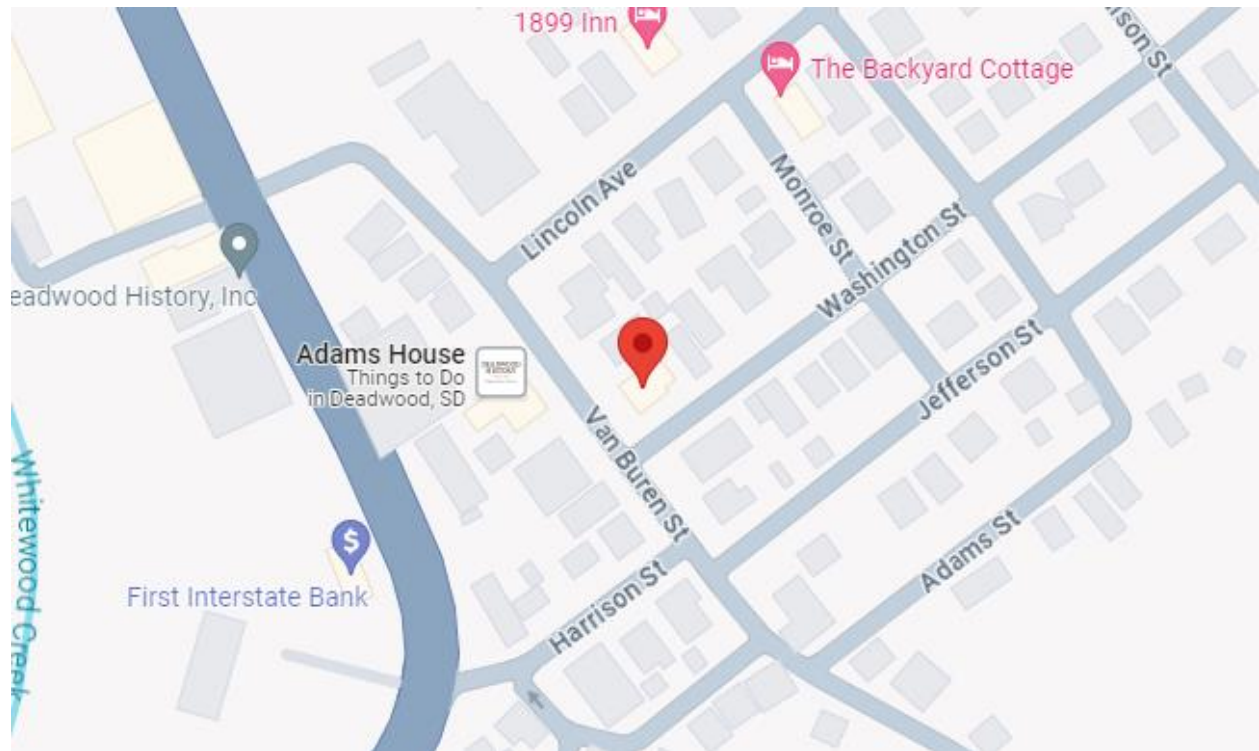 1899 Inn
ison St
The Backyard Cottage
Lincoln Ave
Monroe St
Washington St
eadwood History, Inc
Adams House
Things to Do
in Deadwood, SD
Jefferson St
Van Buren St
Whitewood Creek
$
First Interstate Bank
Adams St
Harrison St